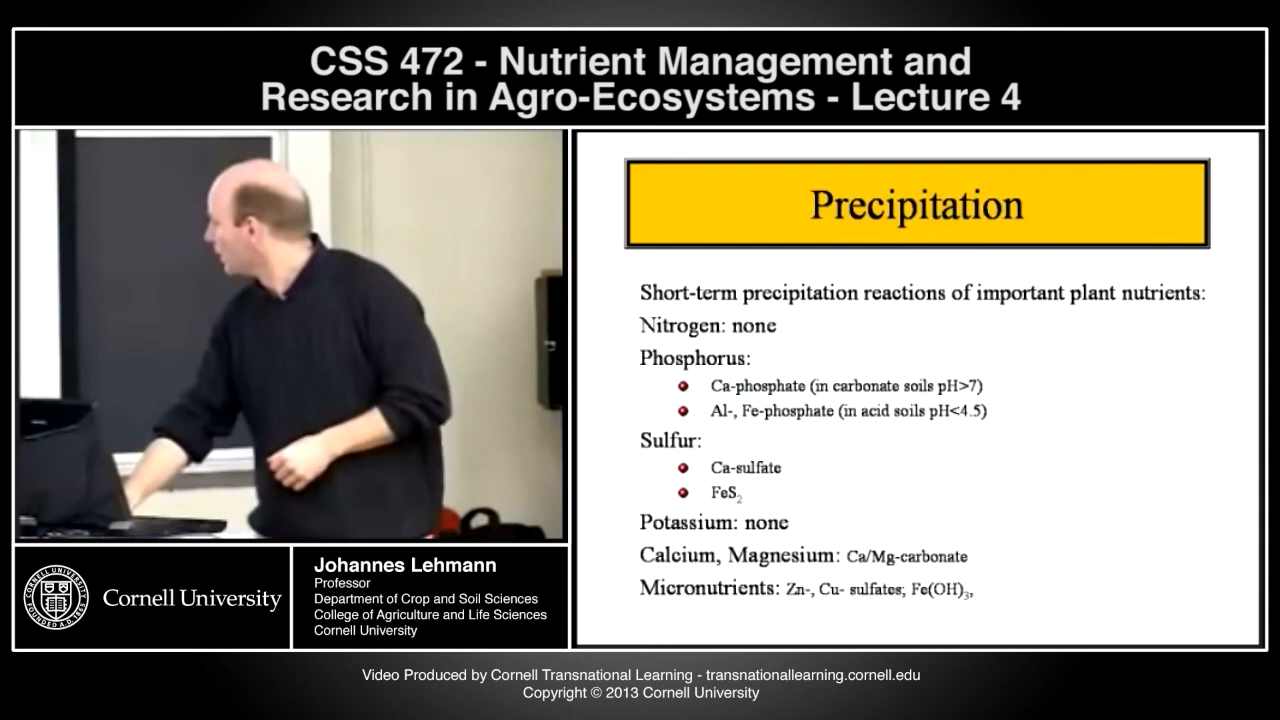 CSS 472 - Nutrient Management and
Research in Agro-Ecosystems - Lecture 4
Precipitation
Short-term precipitation reactions of important plant nutrients:
Nitrogen: none
Phosphorus:
Ca-phosphate (in carbonate soils pH>7)
Al-, Fe-phosphate (in acid soils pH<4.5)
Sulfur:
Ca-sulfate
FeS₂
Potassium: none
Calcium, Magnesium: Ca/Mg-carbonate
Micronutrients: Zn-, Cu- sulfates; Fe(OH)₃,
Cornell University
Johannes Lehmann
Professor
Department of Crop and Soil Sciences
College of Agriculture and Life Sciences
Cornell University
Video Produced by Cornell Transnational Learning - transnationallearning.cornell.edu
Copyright © 2013 Cornell University